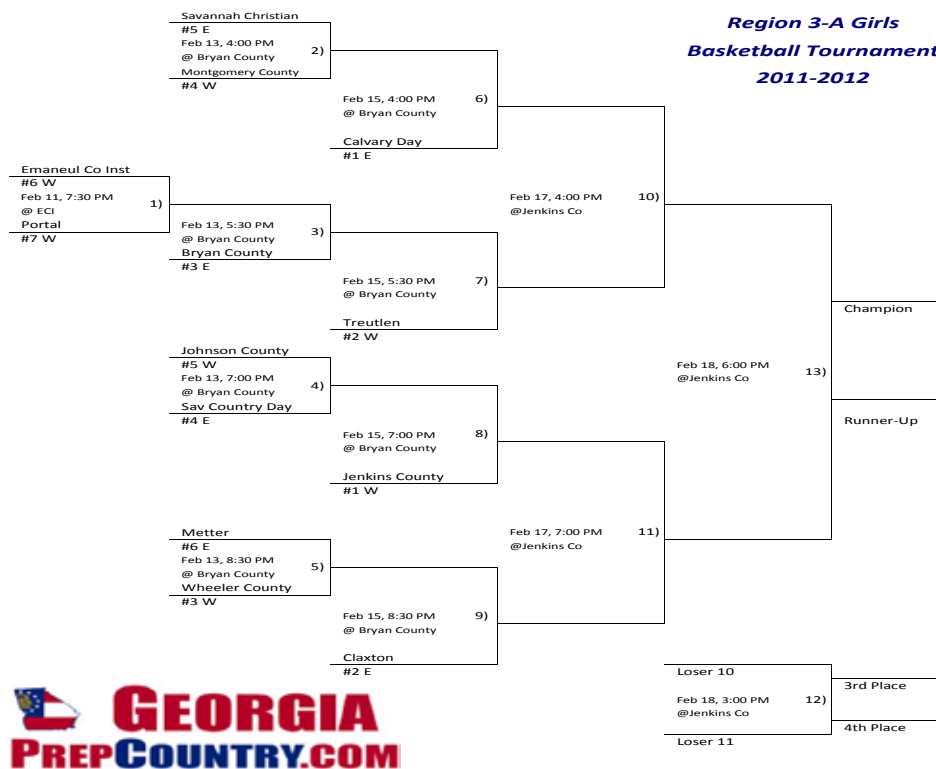 Region 3-A Girls
Basketball Tournament
2011-2012
Savannah Christian
#5 E
Feb 13, 4:00 PM
2)
@ Bryan County
Montgomery County
#4 W
Feb 15, 4:00 PM
6)
@ Bryan County
Calvary Day
#1 E
Emaneul Co Inst
#6 W
Feb 11, 7:30 PM
1)
@ ECI
Portal
#7 W
Feb 13, 5:30 PM
3)
@ Bryan County
Bryan County
#3 E
Feb 17, 4:00 PM
10)
@Jenkins Co
Feb 15, 5:30 PM
7)
@ Bryan County
Treutlen
#2 W
Champion
Johnson County
#5 W
Feb 13, 7:00 PM
4)
@ Bryan County
Sav Country Day
#4 E
Feb 18, 6:00 PM
13)
@Jenkins Co
Runner-Up
Feb 15, 7:00 PM
8)
@ Bryan County
Jenkins County
#1 W
Metter
#6 E
Feb 13, 8:30 PM
5)
@ Bryan County
Wheeler County
#3 W
Feb 17, 7:00 PM
11)
@Jenkins Co
Feb 15, 8:30 PM
9)
@ Bryan County
Claxton
#2 E
Loser 10
3rd Place
Feb 18, 3:00 PM
12)
@Jenkins Co
4th Place
Loser 11
GEORGIA
PREPCOUNTRY.COM